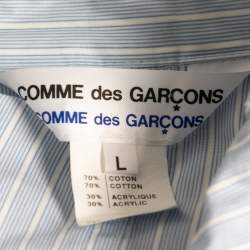 COMME des GARÇONS
COMME des GARÇONS
L
70% COTON
70% COTTON
30% ACRYLIQUE
30% ACRYLIC